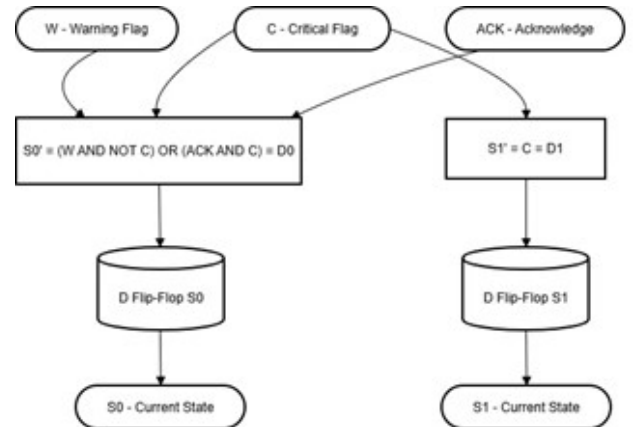 W - Warning Flag
C - Critical Flag
ACK - Acknowledge
S0' = (W AND NOT C) OR (ACK AND C) = D0
S1' = C = D1
D Flip-Flop S0
D Flip-Flop S1
S0 - Current State
S1 - Current State